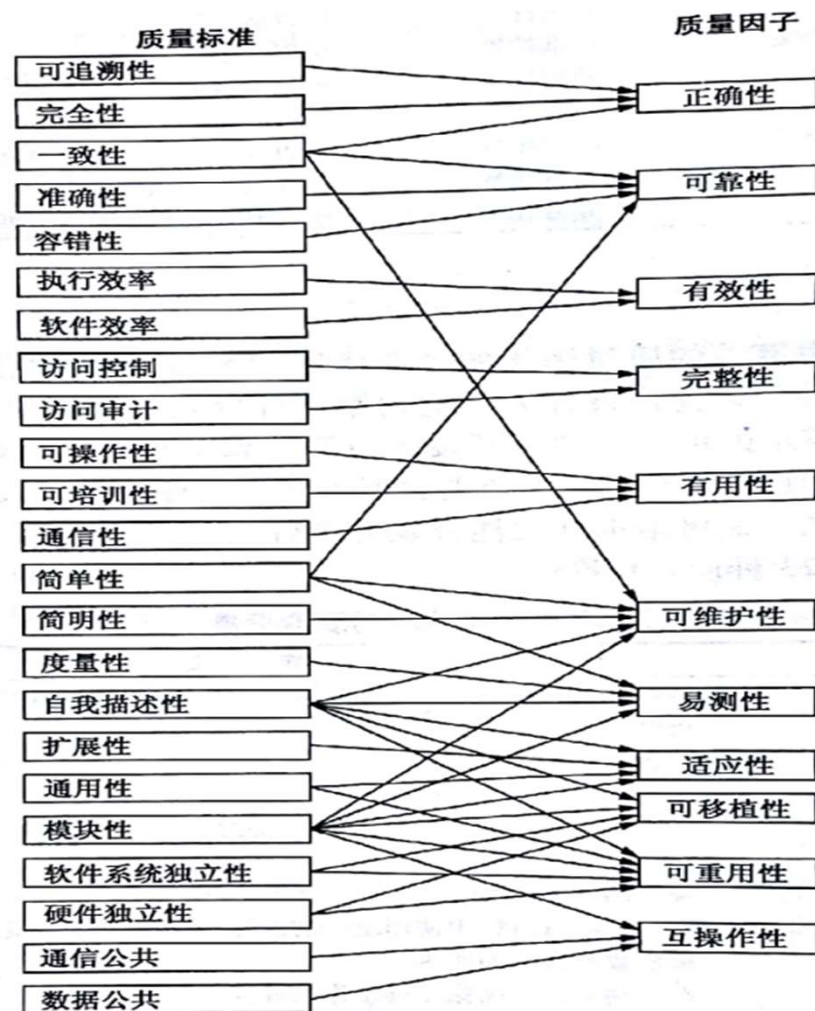 质量标准
质量因子
可追溯性
完全性
一致性
准确性
容错性
执行效率
软件效率
访问控制
访问审计
可操作性
可培训性
通信性
简单性
简明性
度量性
自我描述性
扩展性
通用性
模块性
软件系统独立性
硬件独立性
通信公共
数据公共
正确性
可靠性
有效性
完整性
有用性
可维护性
易测性
适应性
可移植性
可重用性
互操作性